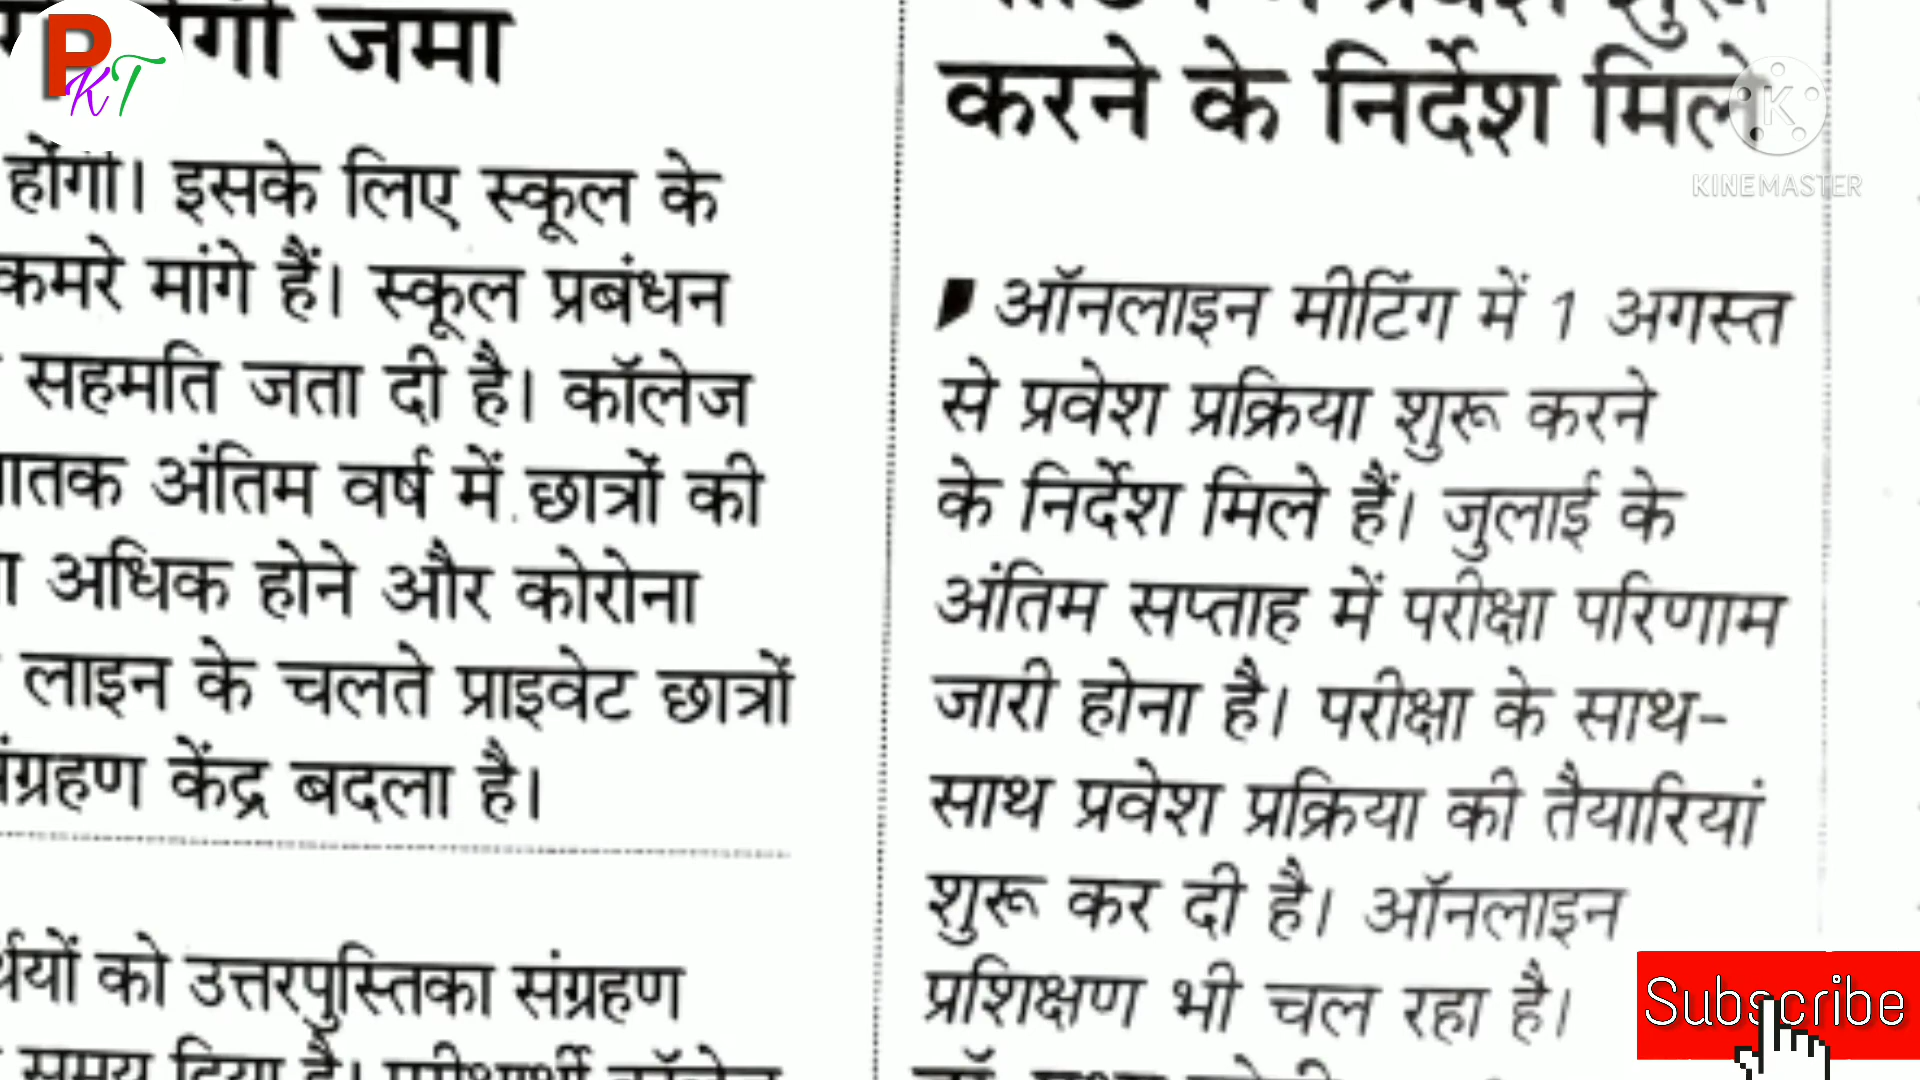 PKT
जमा
होंगी। इसके लिए स्कूल के
कमरे मांगे हैं। स्कूल प्रबंधन
सहमति जता दी है। कॉलेज
अंतिम वर्ष में छात्रों की
अधिक होने और कोरोना
लाइन के चलते प्राइवेट छात्रों
केंद्र बदला है।
को उत्तरपुस्तिका संग्रहण
समय दिया है।
करने के निर्देश मिले
ऑनलाइन मीटिंग में 1 अगस्त
से प्रवेश प्रक्रिया शुरू करने
के निर्देश मिले हैं। जुलाई के
अंतिम सप्ताह में परीक्षा परिणाम
जारी होना है। परीक्षा के साथ-
साथ प्रवेश प्रक्रिया की तैयारियां
शुरू कर दी है। ऑनलाइन
प्रशिक्षण भी चल रहा है।
K
KINEMASTER
Subscribe